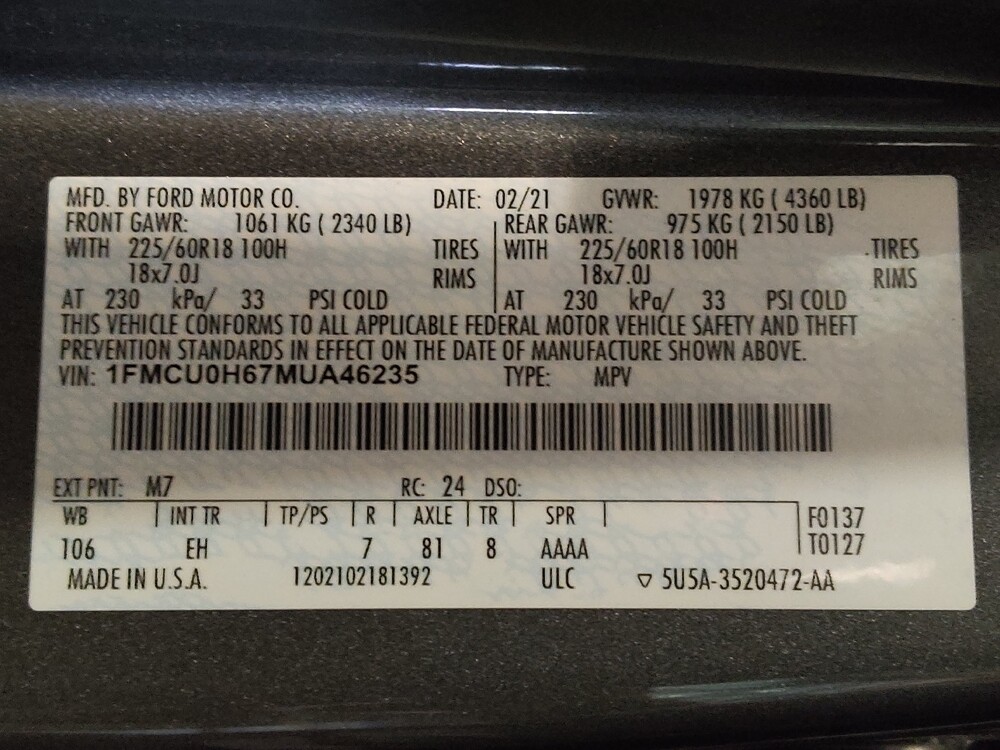 MFD. BY FORD MOTOR CO. DATE: 02/21 GVWR: 1978 KG ( 4360 LB)
FRONT GAWR: 1061 KG ( 2340 LB) REAR GAWR: 975 KG ( 2150 LB)
WITH 225/60R18 100H TIRES WITH 225/60R18 100H TIRES
18x7.0J RIMS 18x7.0J RIMS
AT 230 kPa/ 33 PSI COLD AT 230 kPa/ 33 PSI COLD
THIS VEHICLE CONFORMS TO ALL APPLICABLE FEDERAL MOTOR VEHICLE SAFETY AND THEFT
PREVENTION STANDARDS IN EFFECT ON THE DATE OF MANUFACTURE SHOWN ABOVE.
VIN: 1FMCU0H67MUA46235 TYPE: MPV
EXT PNT: M7 RC: 24 DSO:
WB INT TR TP/PS R AXLE TR SPR F0137
106 EH 7 81 8 AAAA T0127
MADE IN U.S.A. 1202102181392 ULC ▽ 5U5A-3520472-AA